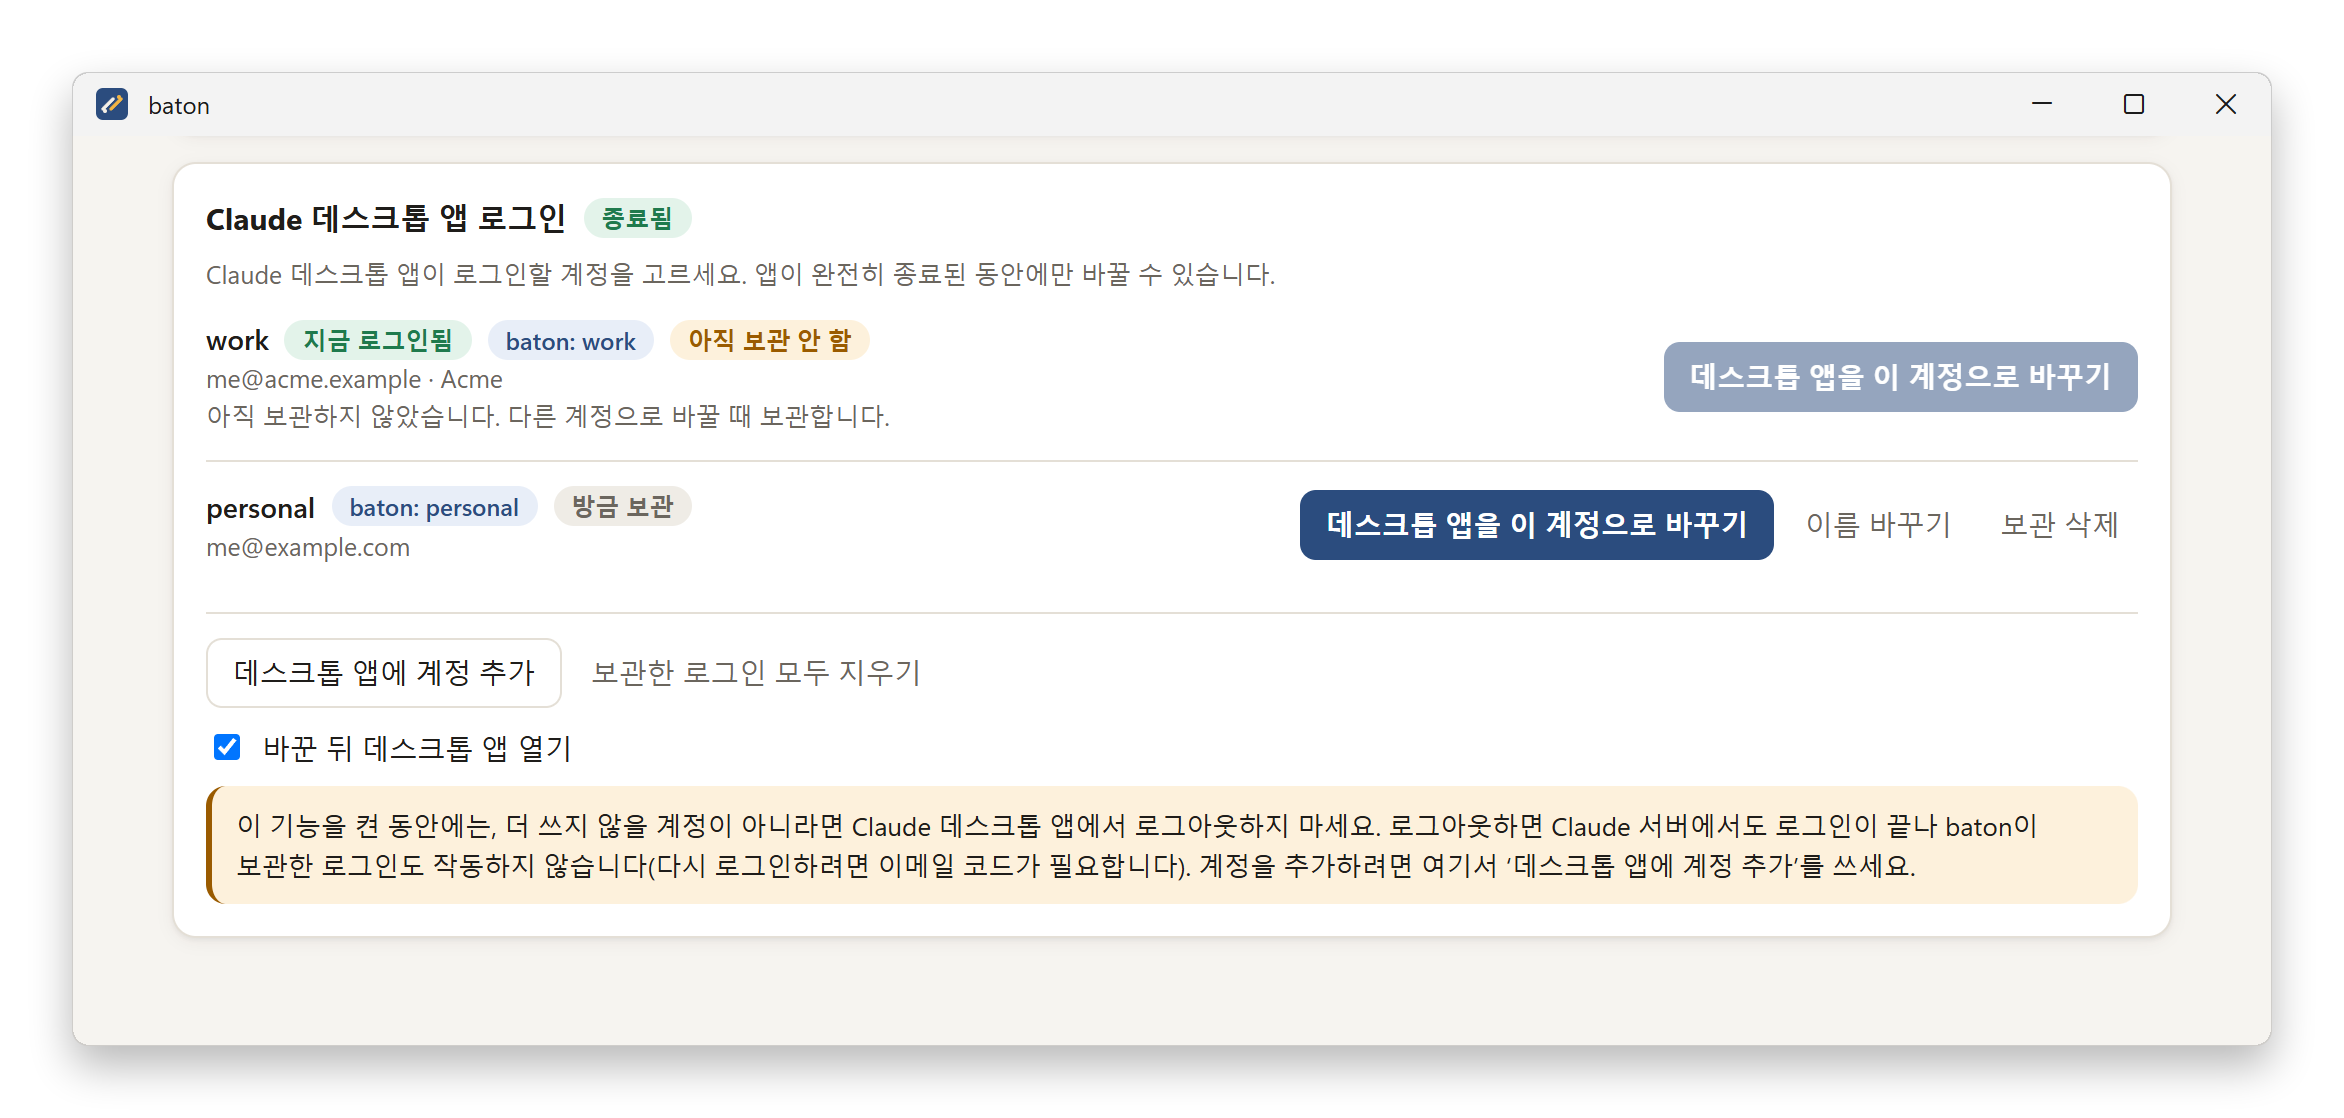 baton
Claude 데스크톱 앱 로그인 종료됨
Claude 데스크톱 앱이 로그인할 계정을 고르세요. 앱이 완전히 종료된 동안에만 바꿀 수 있습니다.
work 지금 로그인됨 baton: work 아직 보관 안 함
me@acme.example · Acme
아직 보관하지 않았습니다. 다른 계정으로 바꿀 때 보관합니다.
데스크톱 앱을 이 계정으로 바꾸기
personal baton: personal 방금 보관
me@example.com
데스크톱 앱을 이 계정으로 바꾸기 이름 바꾸기 보관 삭제
데스크톱 앱에 계정 추가 보관한 로그인 모두 지우기
바꾼 뒤 데스크톱 앱 열기
이 기능을 켠 동안에는, 더 쓰지 않을 계정이 아니라면 Claude 데스크톱 앱에서 로그아웃하지 마세요. 로그아웃하면 Claude 서버에서도 로그인이 끝나 baton이
보관한 로그인도 작동하지 않습니다(다시 로그인하려면 이메일 코드가 필요합니다). 계정을 추가하려면 여기서 ‘데스크톱 앱에 계정 추가’를 쓰세요.